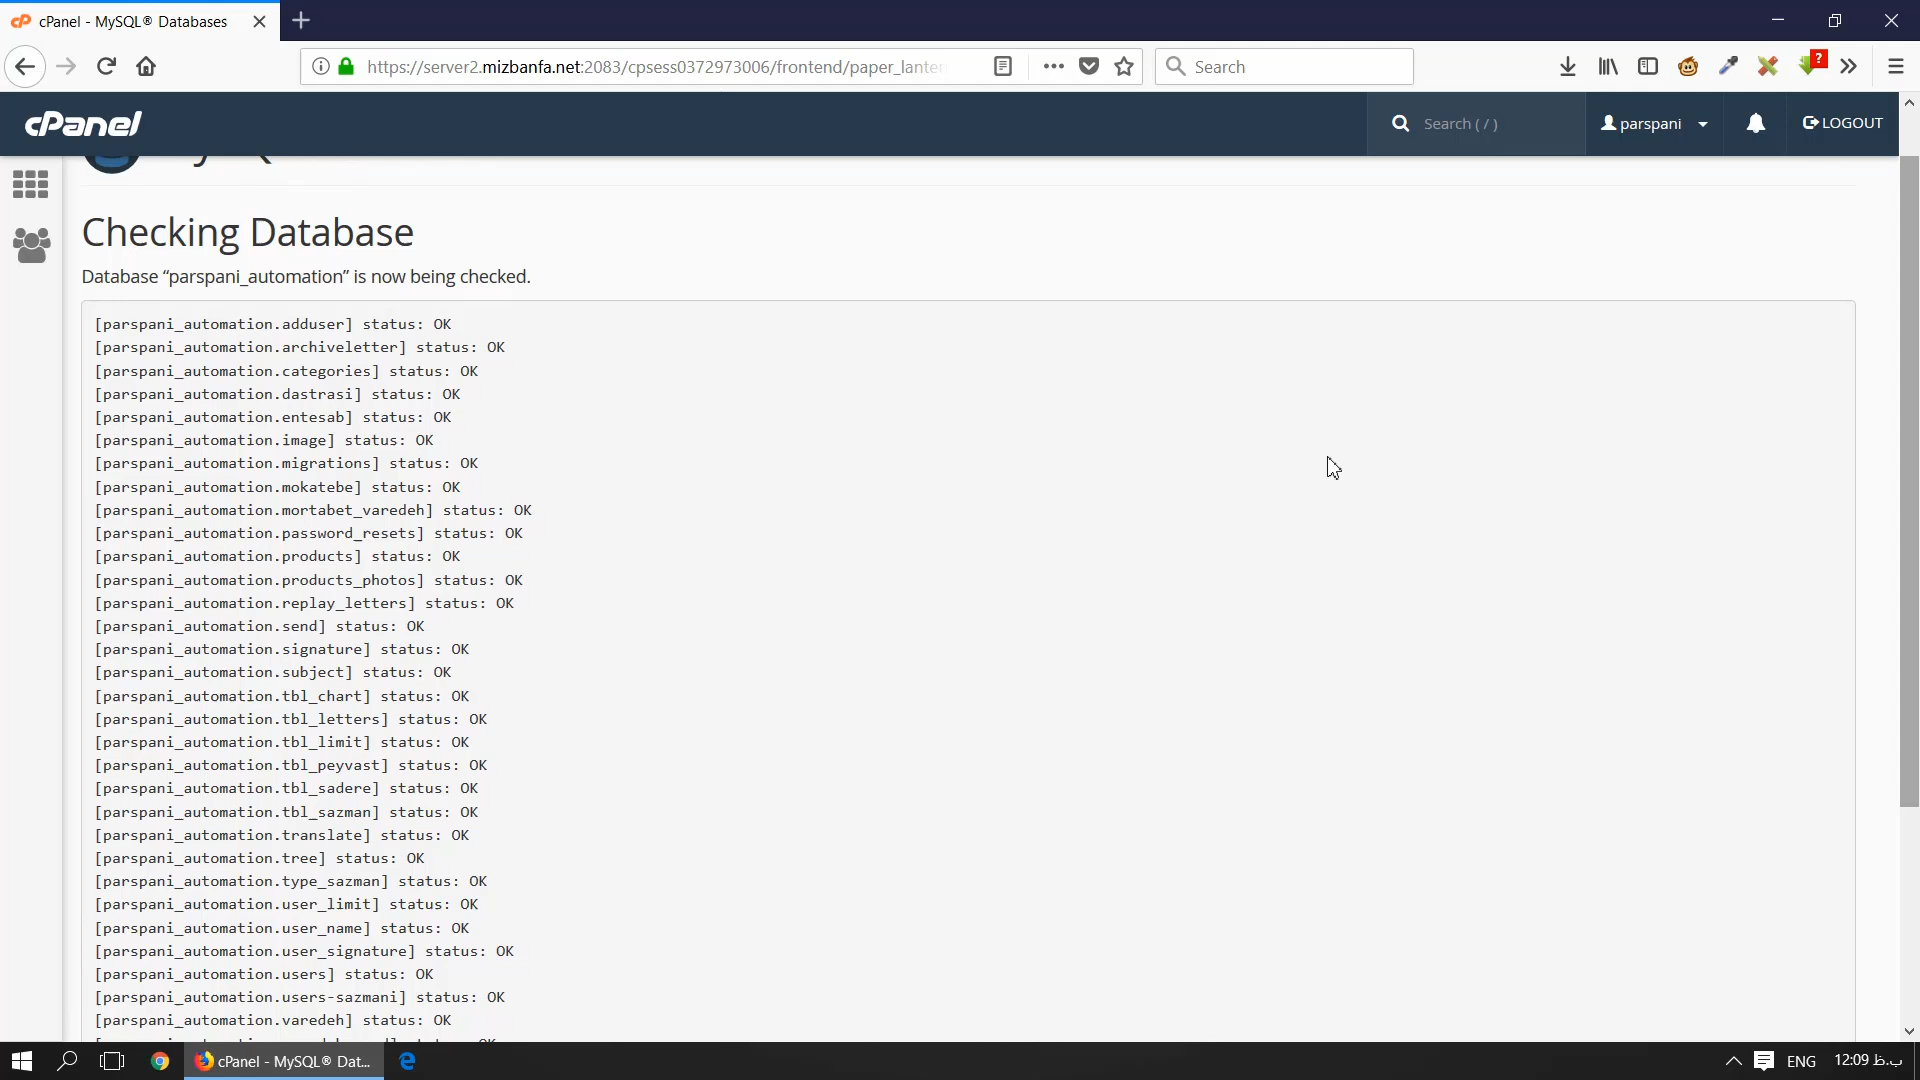 cPanel - MySQL® Databases
https://server2.mizbanfa.net:2083/cpsess0372973006/frontend/paper_lanter
Search
?
cPanel
Search ( / )
parspani
LOGOUT
Checking Database
Database “parspani_automation” is now being checked.
[parspani_automation.adduser] status: OK
[parspani_automation.archiveletter] status: OK
[parspani_automation.categories] status: OK
[parspani_automation.dastrasi] status: OK
[parspani_automation.entesab] status: OK
[parspani_automation.image] status: OK
[parspani_automation.migrations] status: OK
[parspani_automation.mokatebe] status: OK
[parspani_automation.mortabet_varedeh] status: OK
[parspani_automation.password_resets] status: OK
[parspani_automation.products] status: OK
[parspani_automation.products_photos] status: OK
[parspani_automation.replay_letters] status: OK
[parspani_automation.send] status: OK
[parspani_automation.signature] status: OK
[parspani_automation.subject] status: OK
[parspani_automation.tbl_chart] status: OK
[parspani_automation.tbl_letters] status: OK
[parspani_automation.tbl_limit] status: OK
[parspani_automation.tbl_peyvast] status: OK
[parspani_automation.tbl_sadere] status: OK
[parspani_automation.tbl_sazman] status: OK
[parspani_automation.translate] status: OK
[parspani_automation.tree] status: OK
[parspani_automation.type_sazman] status: OK
[parspani_automation.user_limit] status: OK
[parspani_automation.user_name] status: OK
[parspani_automation.user_signature] status: OK
[parspani_automation.users] status: OK
[parspani_automation.users-sazmani] status: OK
[parspani_automation.varedeh] status: OK
cPanel - MySQL® Dat...
ENG
12:09 ب.ظ